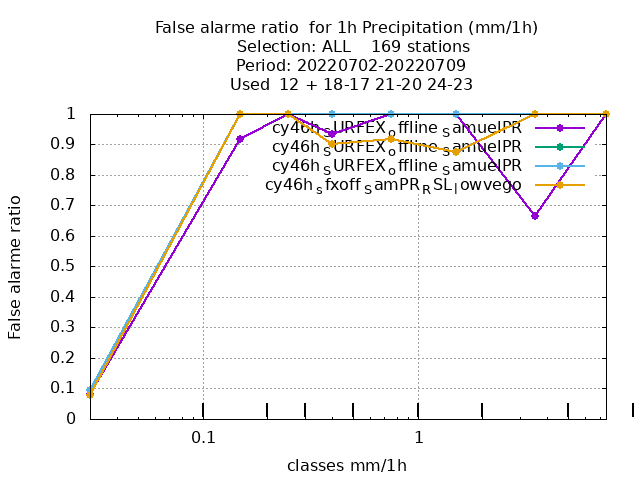 False alarme ratio  for 1h Precipitation (mm/1h)
Selection: ALL    169 stations
Period: 20220702-20220709
Used  12 + 18-17 21-20 24-23
cy46h_SURFEX_offline_SamuelPR
cy46h_SURFEX_offline_SamuelPR
cy46h_SURFEX_offline_SamuelPR
cy46h_sfxoff_SamPR_RSL_lowvego
1
0.9
0.8
0.7
0.6
0.5
0.4
0.3
0.2
0.1
0
False alarme ratio
0.1 1
classes mm/1h